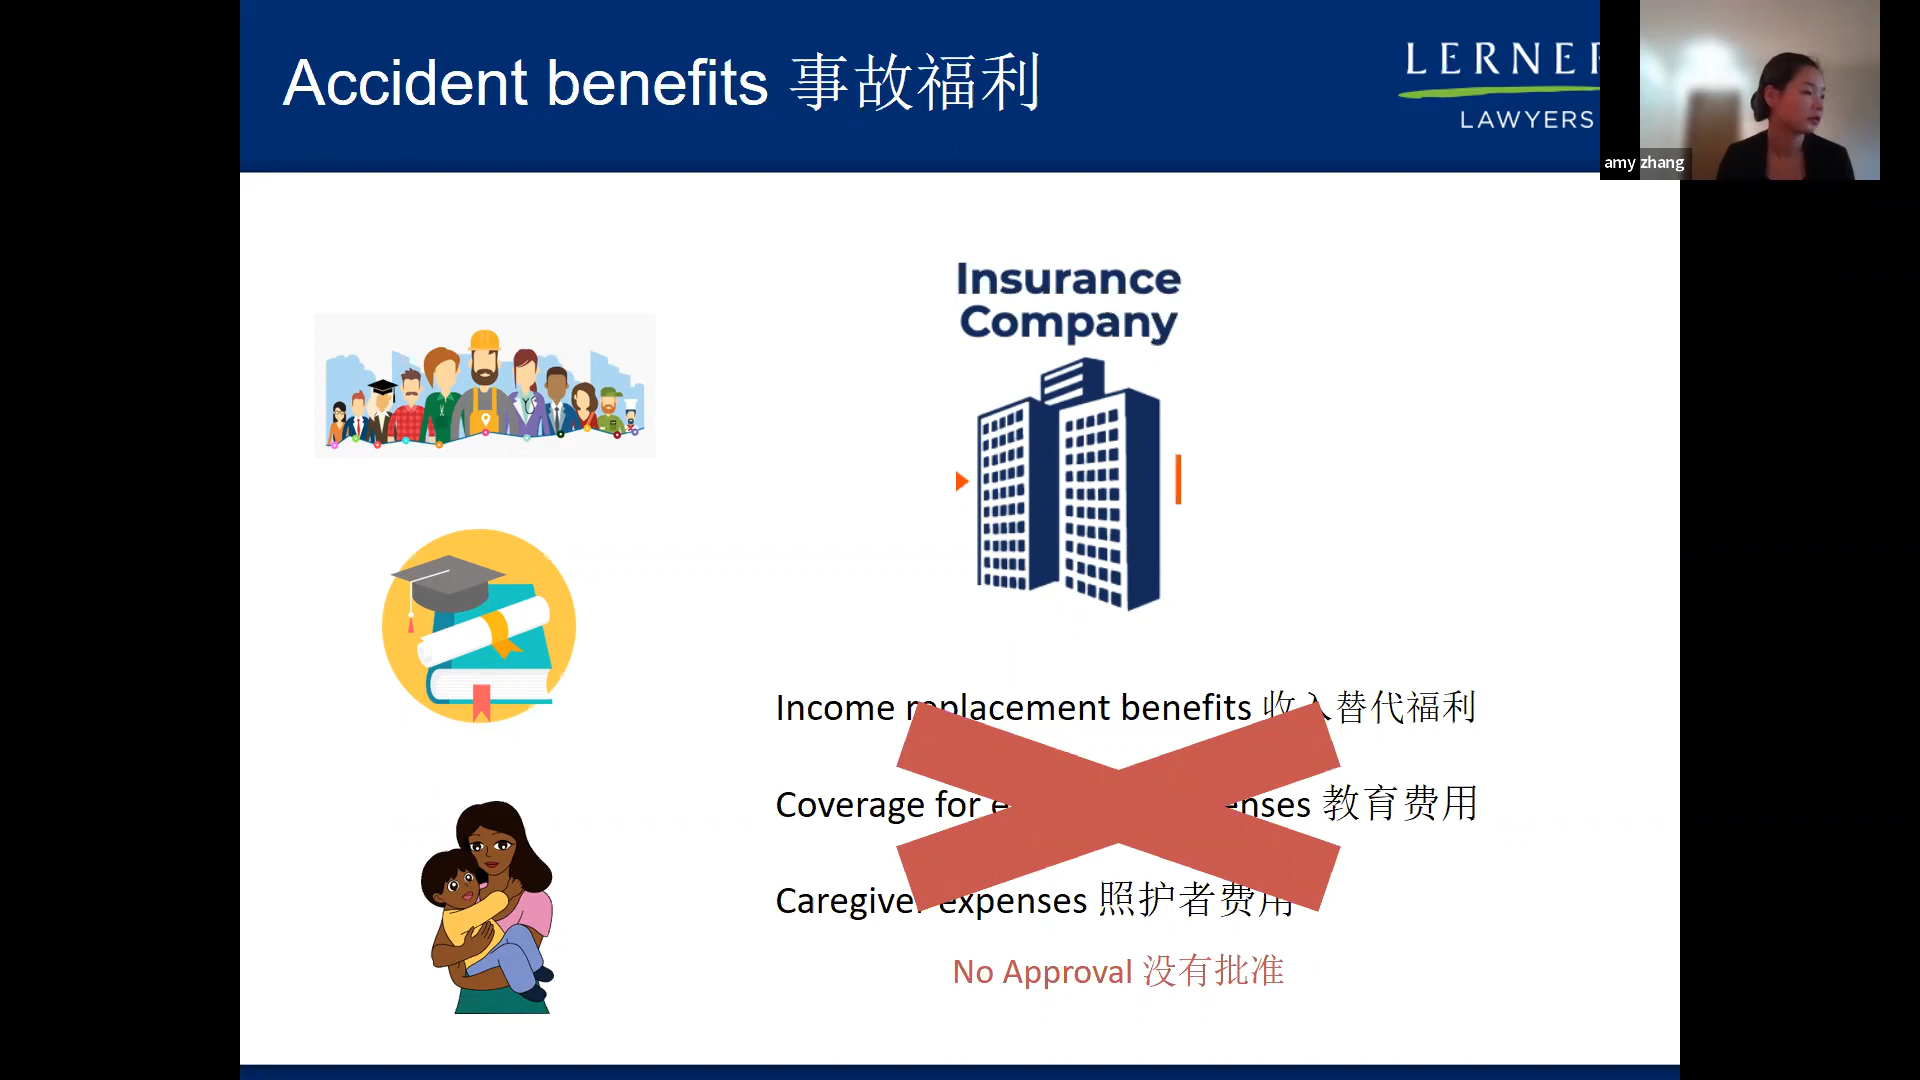 Accident benefits 事故福利
LERNER
LAWYERS
amy zhang
Insurance
Company
Income replacement benefits 收入替代福利
Coverage for expenses 教育费用
Caregiver expenses 照护者费用
No Approval 没有批准